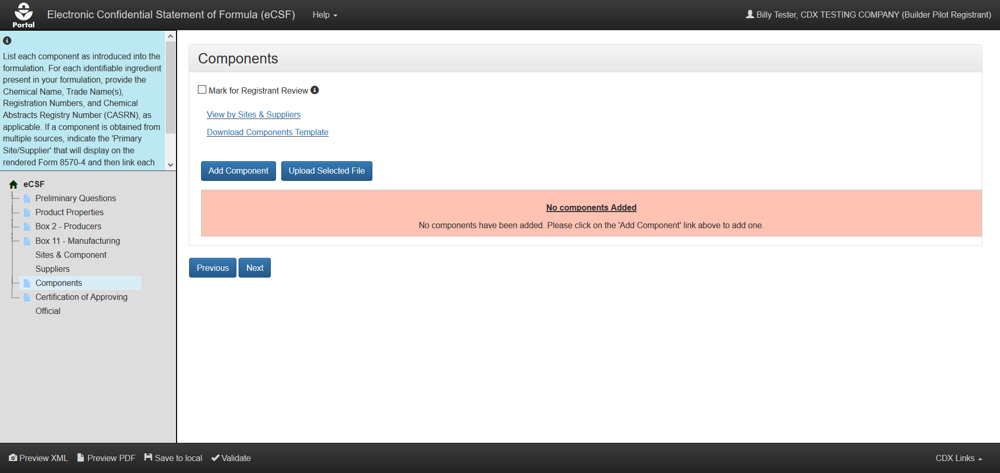 Portal
Electronic Confidential Statement of Formula (eCSF)
Help
Billy Tester, CDX TESTING COMPANY (Builder Pilot Registrant)
List each component as introduced into the
formulation. For each identifiable ingredient
present in your formulation, provide the
Chemical Name, Trade Name(s),
Registration Numbers, and Chemical
Abstracts Registry Number (CASRN), as
applicable. If a component is obtained from
multiple sources, indicate the 'Primary
Site/Supplier' that will display on the
rendered Form 8570-4 and then link each
eCSF
Preliminary Questions
Product Properties
Box 2 - Producers
Box 11 - Manufacturing
Sites & Component
Suppliers
Components
Certification of Approving
Official
Components
Mark for Registrant Review
View by Sites & Suppliers
Download Components Template
Add Component
Upload Selected File
No components Added
No components have been added. Please click on the 'Add Component' link above to add one.
Previous
Next
Preview XML
Preview PDF
Save to local
Validate
CDX Links